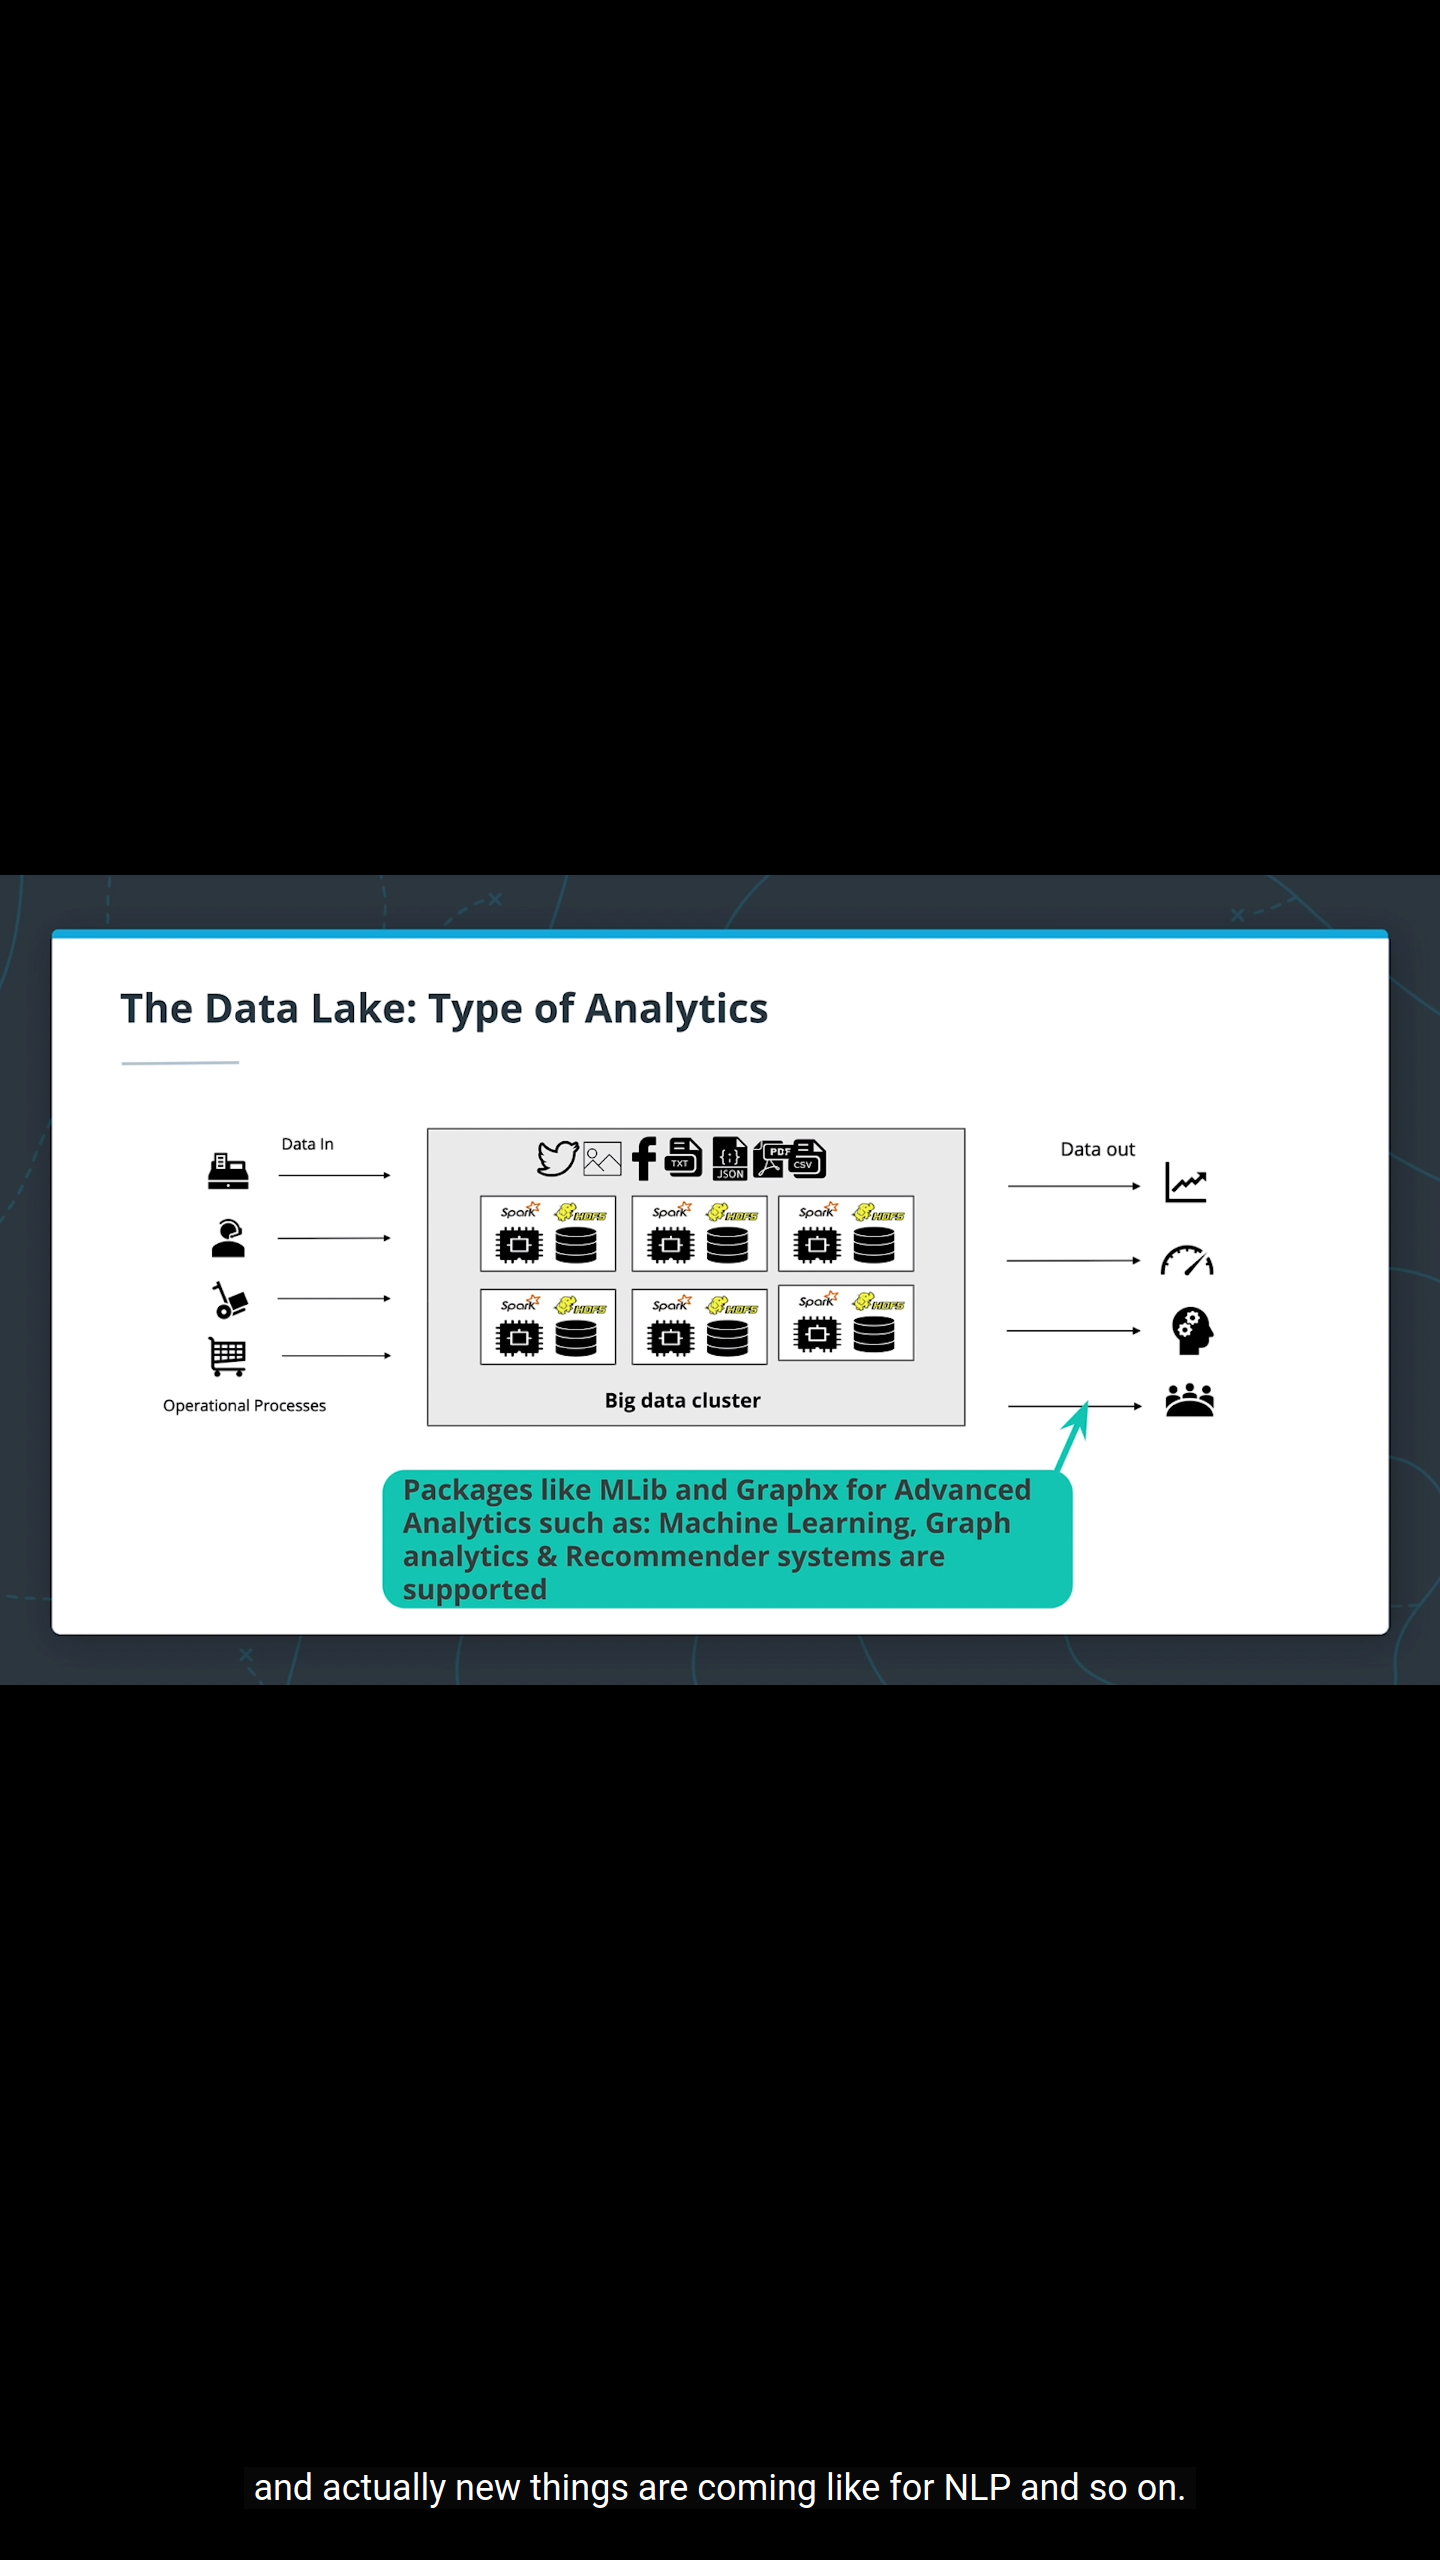 The Data Lake: Type of Analytics
Data In
Data out
TXT
JSON
PDF
CSV
Spark HDFS Spark HDFS Spark HDFS
Spark HDFS Spark HDFS Spark HDFS
Operational Processes
Big data cluster
Packages like MLib and Graphx for Advanced
Analytics such as: Machine Learning, Graph
analytics & Recommender systems are
supported
and actually new things are coming like for NLP and so on.